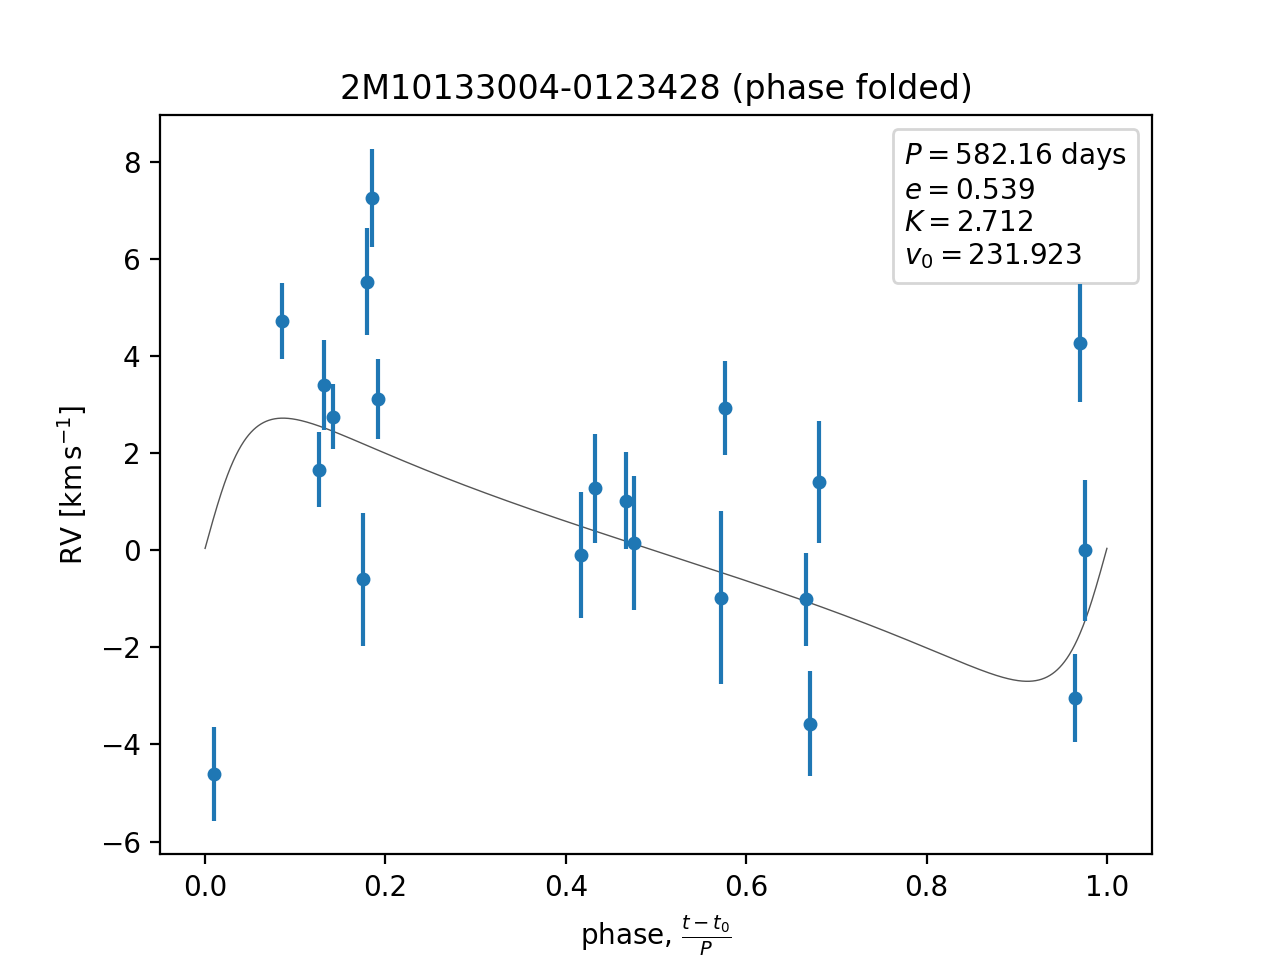 2M10133004-0123428 (phase folded)
P = 582.16 days
e = 0.539
K = 2.712
v₀ = 231.923
RV [km s⁻¹]
8
6
4
2
0
−2
−4
−6
0.0 0.2 0.4 0.6 0.8 1.0
phase, (t − t₀)/P